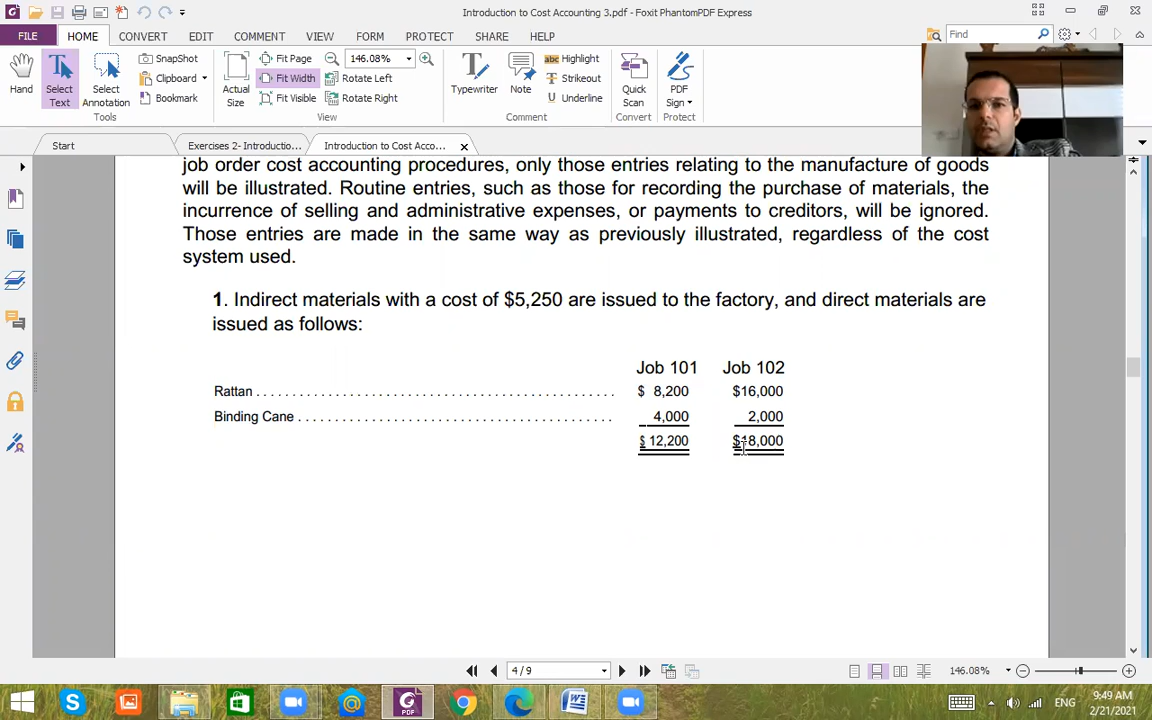 Introduction to Cost Accounting 3.pdf - Foxit PhantomPDF Express
FILE HOME CONVERT EDIT COMMENT VIEW FORM PROTECT SHARE HELP Find
Hand
Select
Text
Select
Annotation
SnapShot
Clipboard
Bookmark
Tools
Actual
Size
Fit Page
Fit Width
Fit Visible
146.08%
Rotate Left
Rotate Right
View
Typewriter
Note
Highlight
Strikeout
Underline
Comment
Quick
Scan
Convert
PDF
Sign
Protect
Start Exercises 2- Introductio... Introduction to Cost Acco...
job order cost accounting procedures, only those entries relating to the manufacture of goods
will be illustrated. Routine entries, such as those for recording the purchase of materials, the
incurrence of selling and administrative expenses, or payments to creditors, will be ignored.
Those entries are made in the same way as previously illustrated, regardless of the cost
system used.
1. Indirect materials with a cost of $5,250 are issued to the factory, and direct materials are
issued as follows:
Job 101 Job 102
Rattan . . . . . . . . . . . . . . . . . . . . . . . . . . . . . . . . . . . . . . . . . . . . . . . . . . . . . . $ 8,200 $16,000
Binding Cane . . . . . . . . . . . . . . . . . . . . . . . . . . . . . . . . . . . . . . . . . . . . . . . 4,000 2,000
$ 12,200 $18,000
4 / 9 146.08%
ENG 9:49 AM
2/21/2021